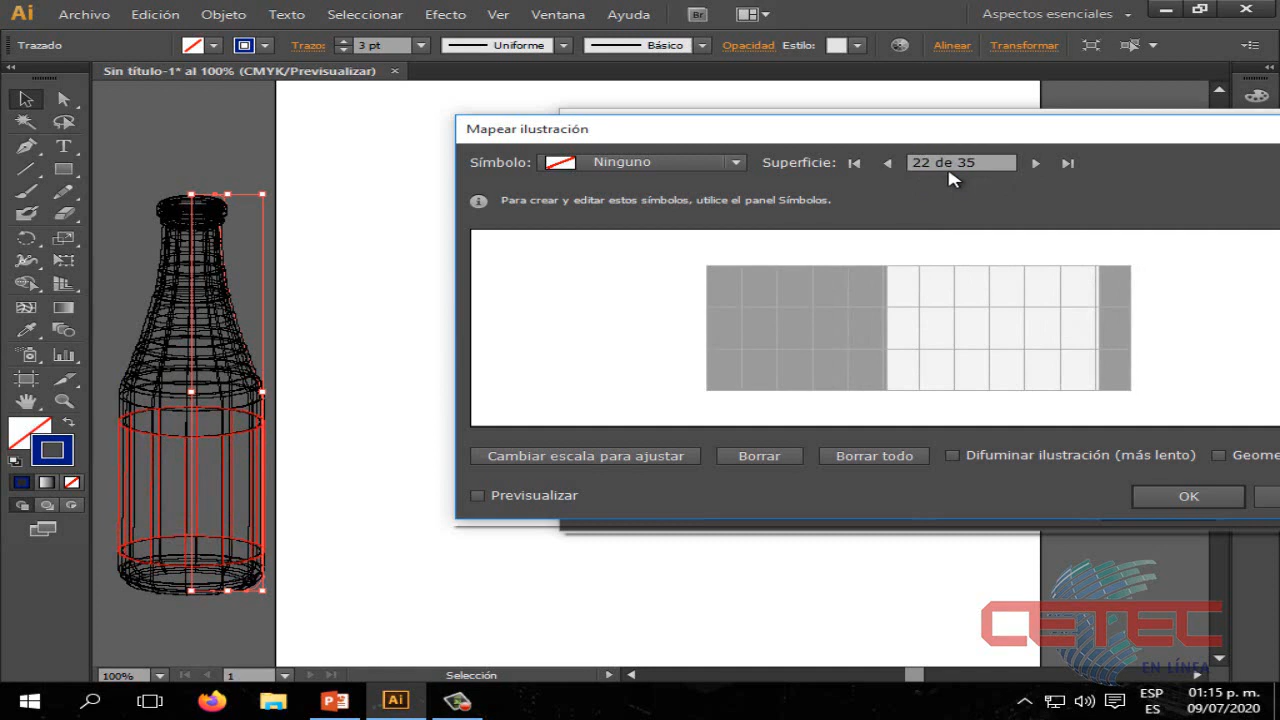 Ai Archivo Edición Objeto Texto Seleccionar Efecto Ver Ventana Ayuda Br Aspectos esenciales
Trazado Trazo: 3 pt Uniforme Básico Opacidad Estilo: Alinear Transformar
Sin título-1* al 100% (CMYK/Previsualizar)
Mapear ilustración
Símbolo: Ninguno Superficie: 22 de 35
Para crear y editar estos símbolos, utilice el panel Símbolos.
Cambiar escala para ajustar Borrar Borrar todo Difuminar ilustración (más lento) Geome
Previsualizar OK
CETEC
EN LÍNEA
100% 1 Selección
Ai ESP 01:15 p. m.
ES 09/07/2020